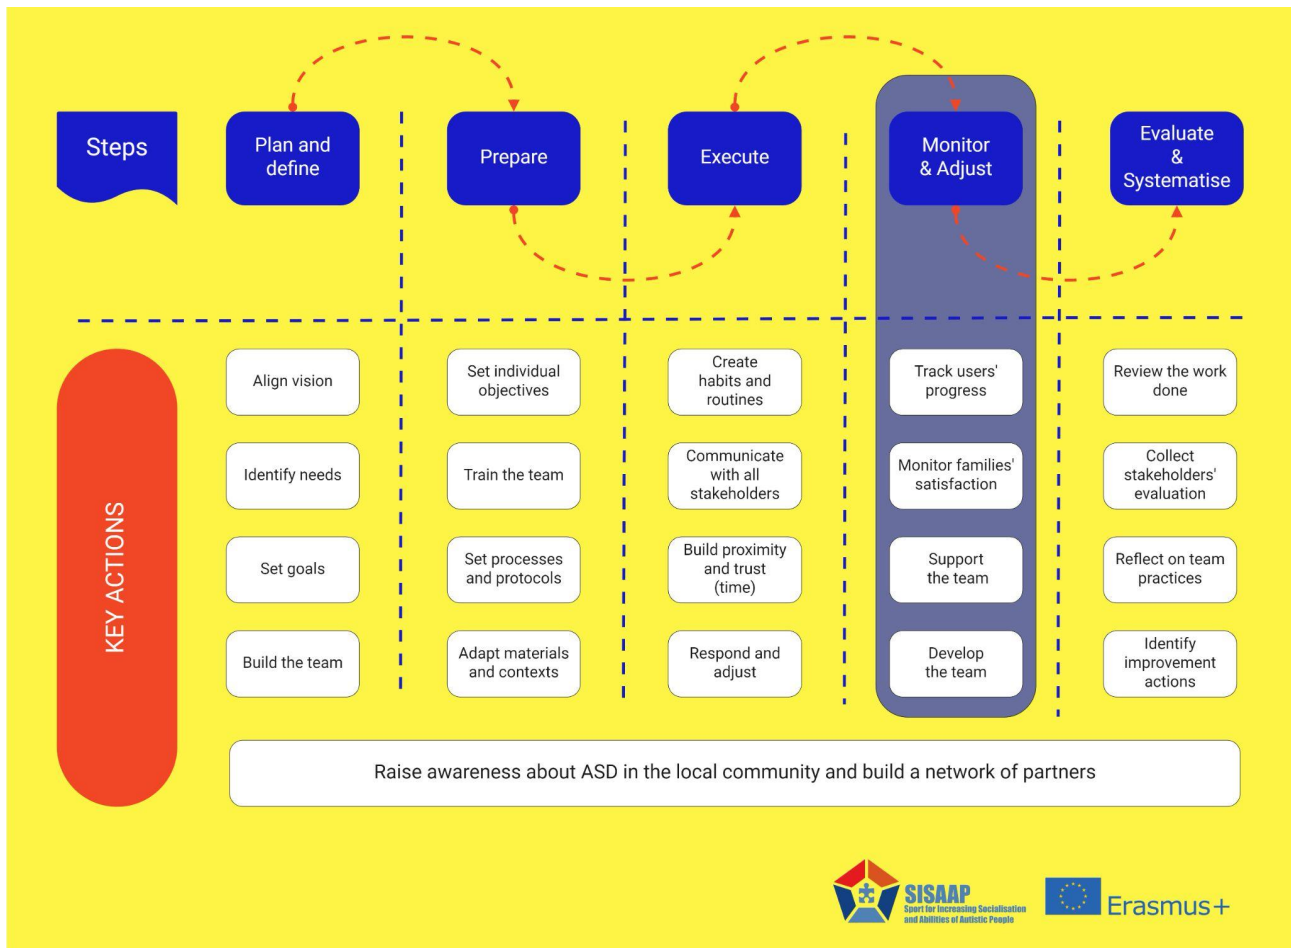 Steps
Plan and
define
Prepare
Execute
Monitor
& Adjust
Evaluate
&
Systematise
KEY ACTIONS
Align vision
Identify needs
Set goals
Build the team
Set individual
objectives
Train the team
Set processes
and protocols
Adapt materials
and contexts
Create
habits and
routines
Communicate
with all
stakeholders
Build proximity
and trust
(time)
Respond and
adjust
Track users'
progress
Monitor families'
satisfaction
Support
the team
Develop
the team
Review the work
done
Collect
stakeholders'
evaluation
Reflect on team
practices
Identify
improvement
actions
Raise awareness about ASD in the local community and build a network of partners
SISAAP
Sport for Increasing Socialisation
and Abilities of Autistic People
Erasmus+